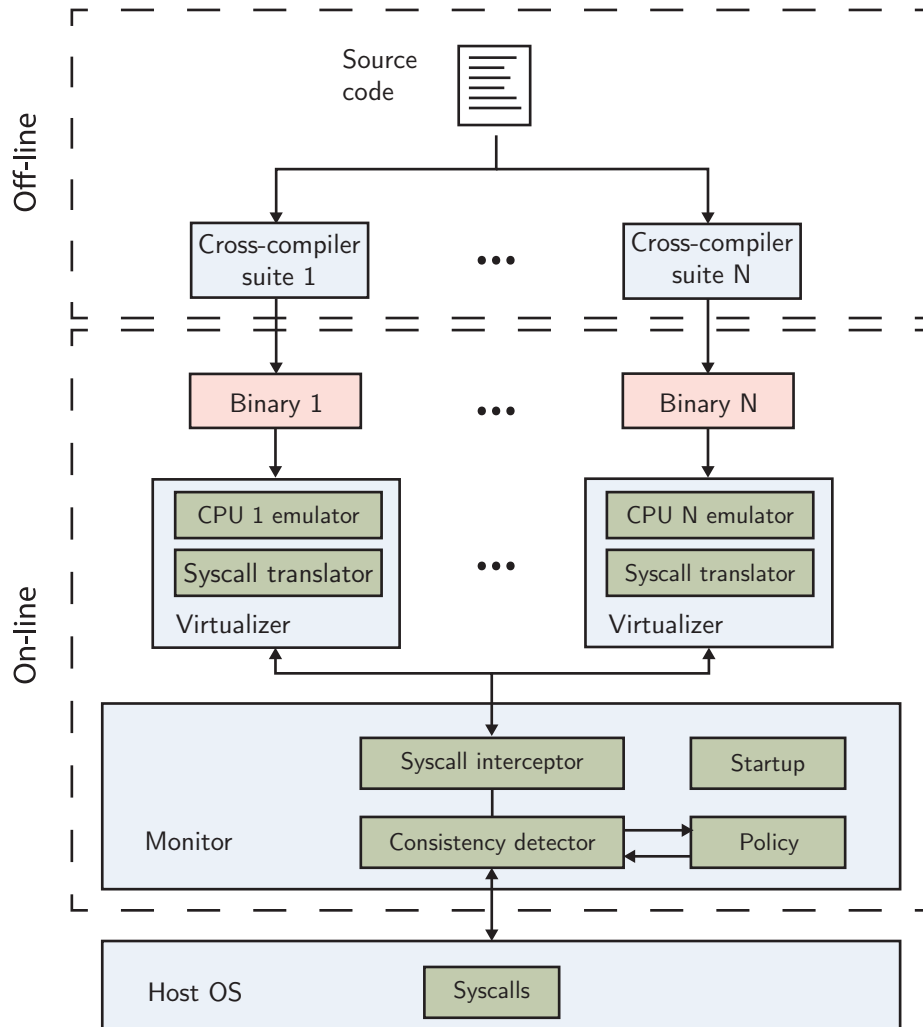 Source
code
Off-line
Cross-compiler
suite 1
•••
Cross-compiler
suite N
Binary 1
•••
Binary N
CPU 1 emulator
CPU N emulator
Syscall translator
•••
Syscall translator
Virtualizer
Virtualizer
On-line
Syscall interceptor
Startup
Monitor
Consistency detector
Policy
Host OS
Syscalls